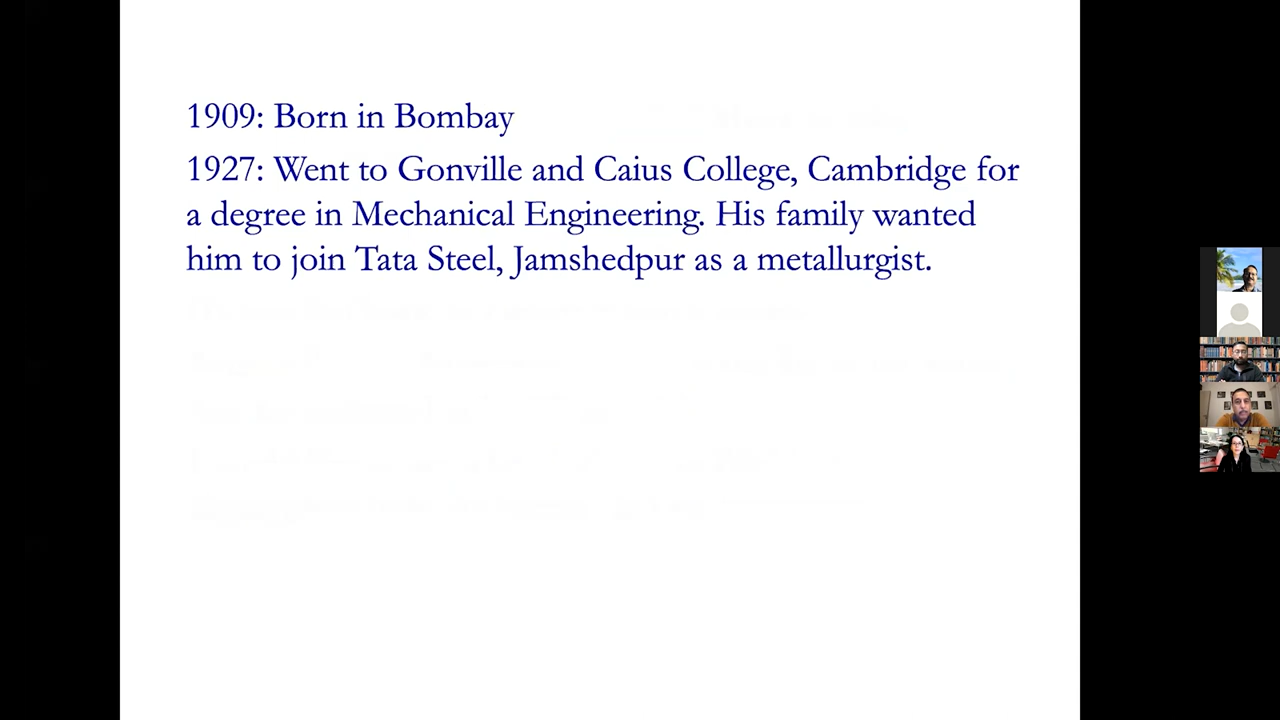 1909: Born in Bombay
1927: Went to Gonville and Caius College, Cambridge for
a degree in Mechanical Engineering. His family wanted
him to join Tata Steel, Jamshedpur as a metallurgist.